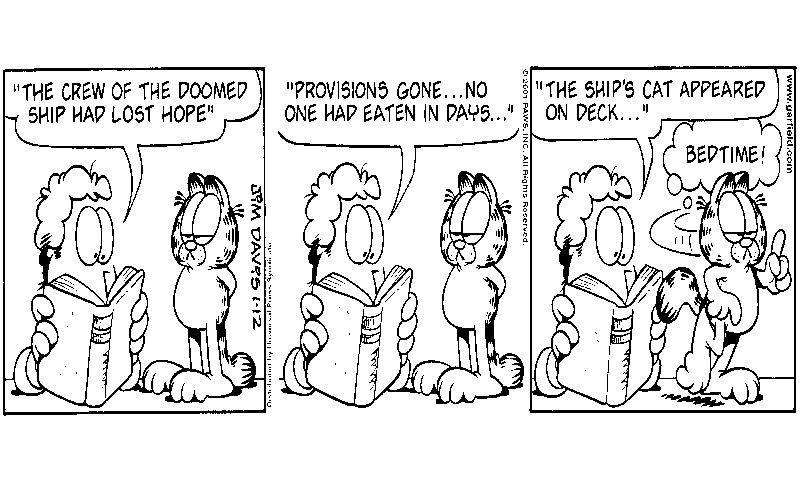 "THE CREW OF THE DOOMED
SHIP HAD LOST HOPE"
JIM DAVIS 1-12
"PROVISIONS GONE...NO
ONE HAD EATEN IN DAYS..."
© 2001 PAWS, INC. All Rights Reserved.
"THE SHIP'S CAT APPEARED
ON DECK..."
BEDTIME!
www.garfield.com